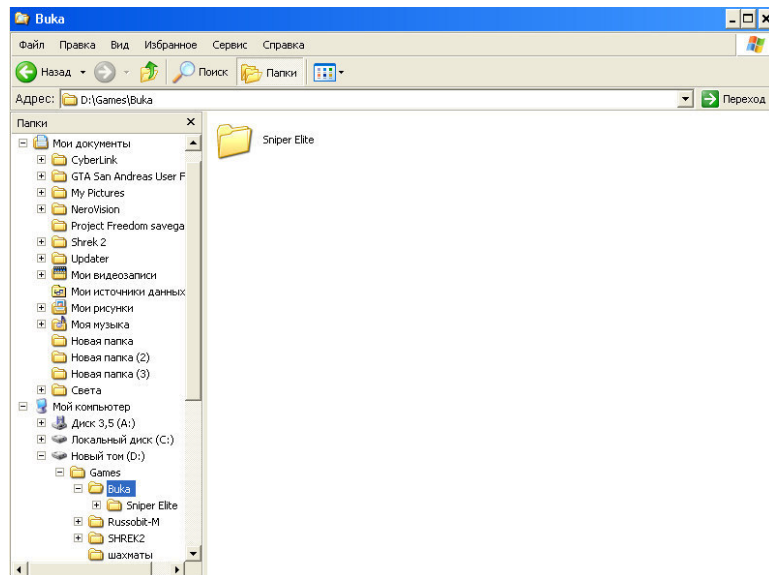 Buka
Файл Правка Вид Избранное Сервис Справка
Назад Поиск Папки
Адрес: D:\Games\Buka Переход
Папки
Sniper Elite
Мои документы
CyberLink
GTA San Andreas User F
My Pictures
NeroVision
Project Freedom savega
Shrek 2
Updater
Мои видеозаписи
Мои источники данных
Мои рисунки
Моя музыка
Новая папка
Новая папка (2)
Новая папка (3)
Света
Мой компьютер
Диск 3,5 (A:)
Локальный диск (C:)
Новый том (D:)
Games
Buka
Sniper Elite
Russobit-M
SHREK2
шахматы